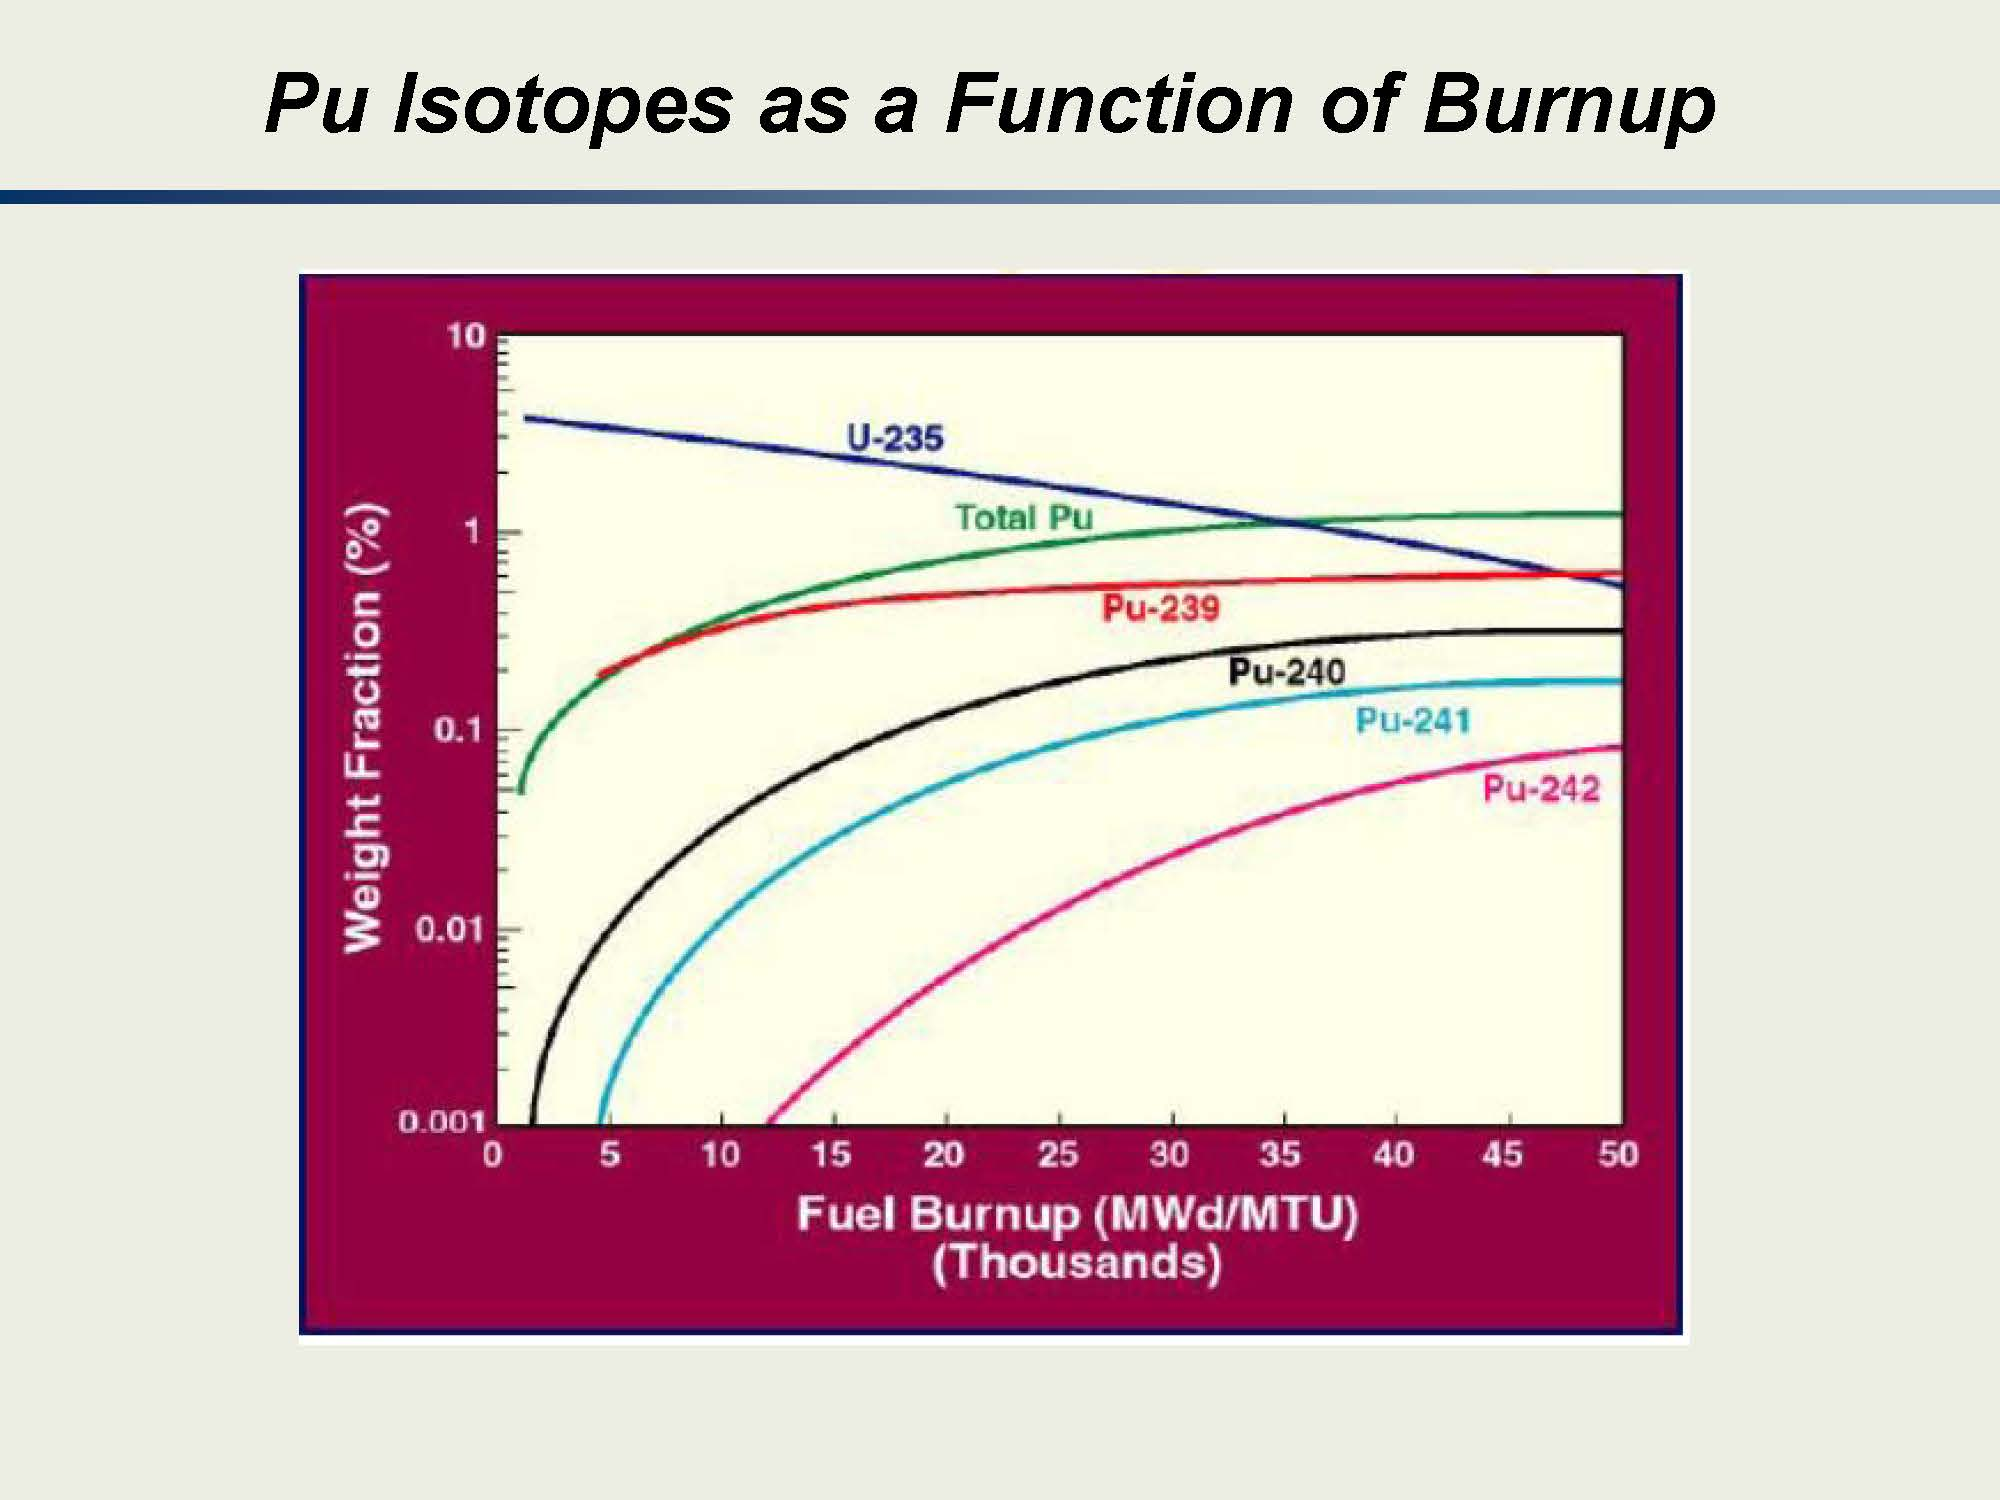 Pu Isotopes as a Function of Burnup
10
1
0.1
0.01
0.001
Weight Fraction (%)
U-235
Total Pu
Pu-239
Pu-240
Pu-241
Pu-242
0 5 10 15 20 25 30 35 40 45 50
Fuel Burnup (MWd/MTU)
(Thousands)